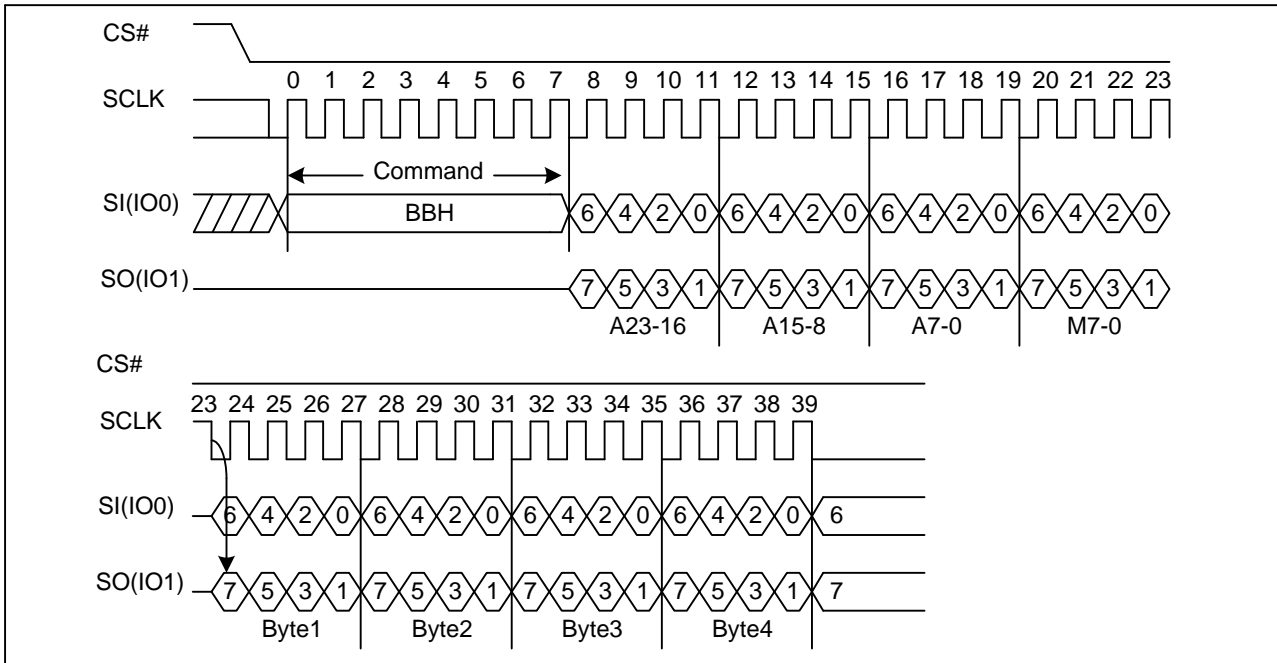 CS#
0 1 2 3 4 5 6 7 8 9 10 11 12 13 14 15 16 17 18 19 20 21 22 23
SCLK
Command
SI(IO0) BBH 6 4 2 0 6 4 2 0 6 4 2 0 6 4 2 0
SO(IO1) 7 5 3 1 7 5 3 1 7 5 3 1 7 5 3 1
A23-16 A15-8 A7-0 M7-0
CS#
23 24 25 26 27 28 29 30 31 32 33 34 35 36 37 38 39
SCLK
SI(IO0) 6 4 2 0 6 4 2 0 6 4 2 0 6 4 2 0 6
SO(IO1) 7 5 3 1 7 5 3 1 7 5 3 1 7 5 3 1 7
Byte1 Byte2 Byte3 Byte4